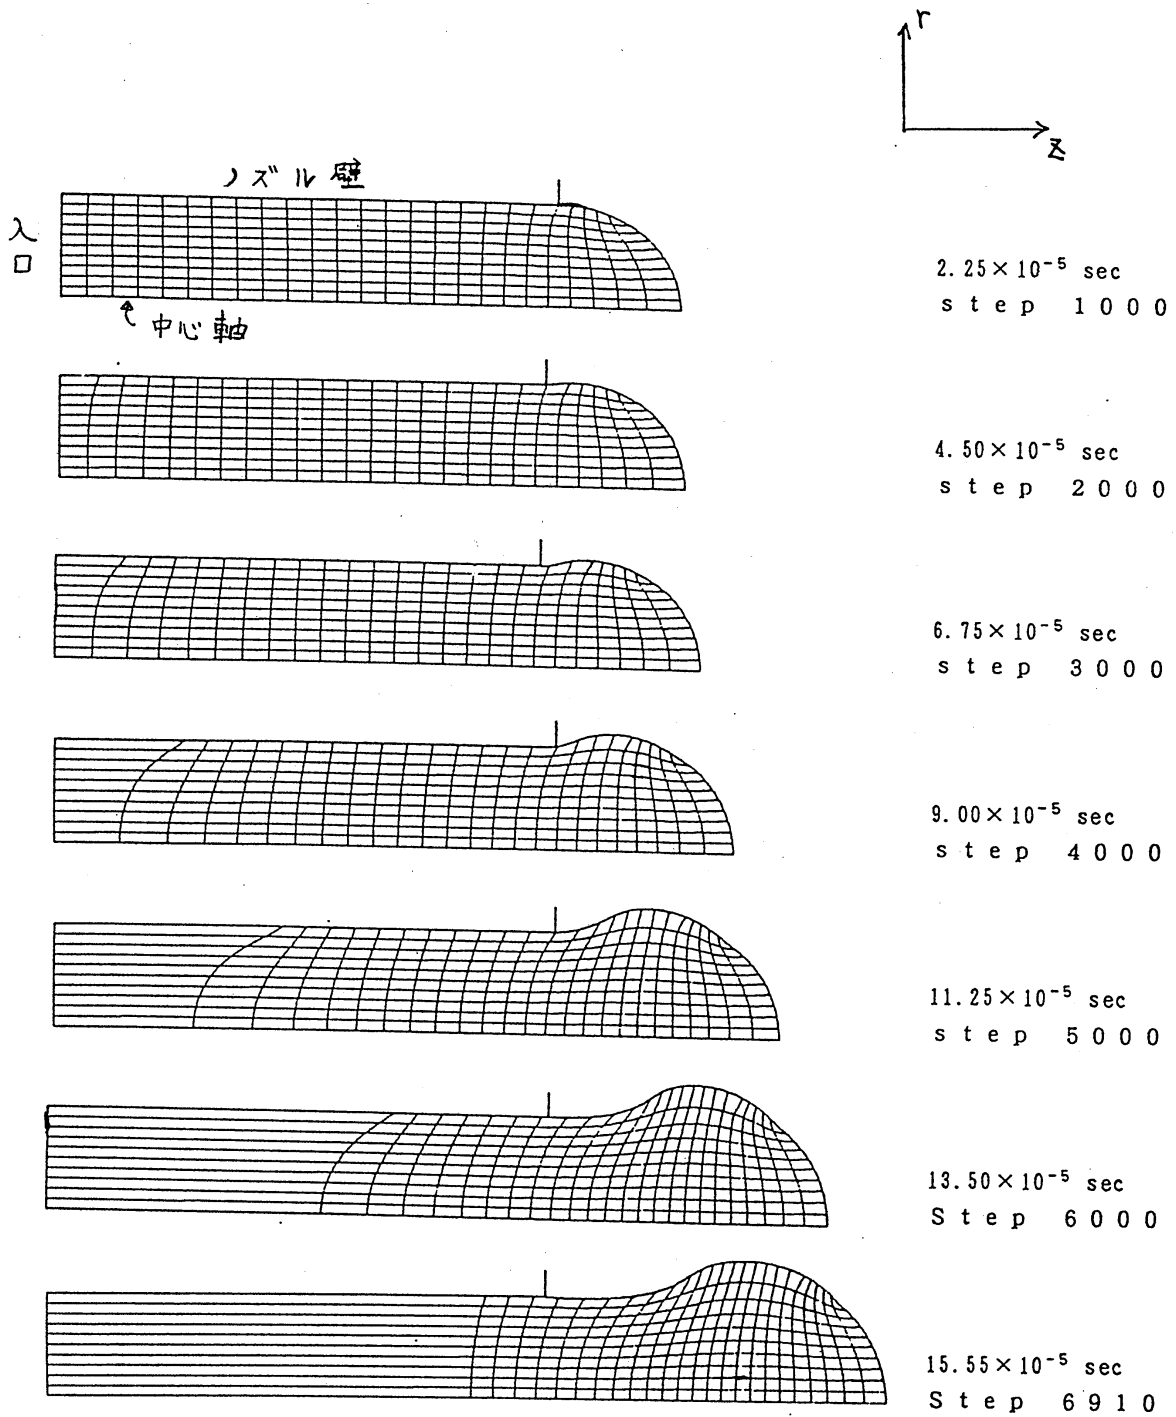 r
z
ノズル壁
入口
中心軸
2.25×10⁻⁵ sec
step 1000
4.50×10⁻⁵ sec
step 2000
6.75×10⁻⁵ sec
step 3000
9.00×10⁻⁵ sec
step 4000
11.25×10⁻⁵ sec
step 5000
13.50×10⁻⁵ sec
Step 6000
15.55×10⁻⁵ sec
Step 6910